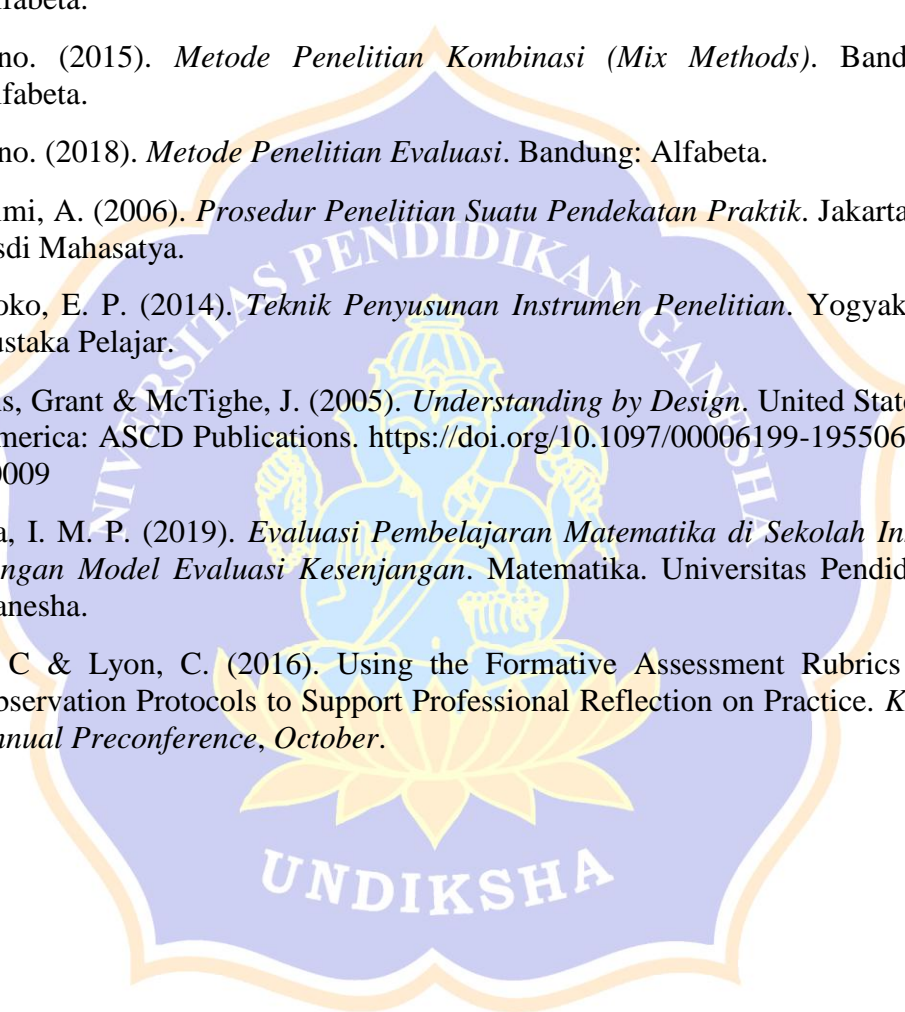 fabeta.
no. (2015). Metode Penelitian Kombinasi (Mix Methods). Band
lfabeta.
no. (2018). Metode Penelitian Evaluasi. Bandung: Alfabeta.
imi, A. (2006). Prosedur Penelitian Suatu Pendekatan Praktik. Jakarta
sdi Mahasatya.
oko, E. P. (2014). Teknik Penyusunan Instrumen Penelitian. Yogyak
ustaka Pelajar.
is, Grant & McTighe, J. (2005). Understanding by Design. United State
merica: ASCD Publications. https://doi.org/10.1097/00006199-195506
0009
a, I. M. P. (2019). Evaluasi Pembelajaran Matematika di Sekolah In
ngan Model Evaluasi Kesenjangan. Matematika. Universitas Pendid
anesha.
C & Lyon, C. (2016). Using the Formative Assessment Rubrics
bservation Protocols to Support Professional Reflection on Practice. K
nnual Preconference, October.
NIVERSITAS PENDIDIKAN GANESHA
UNDIKSHA